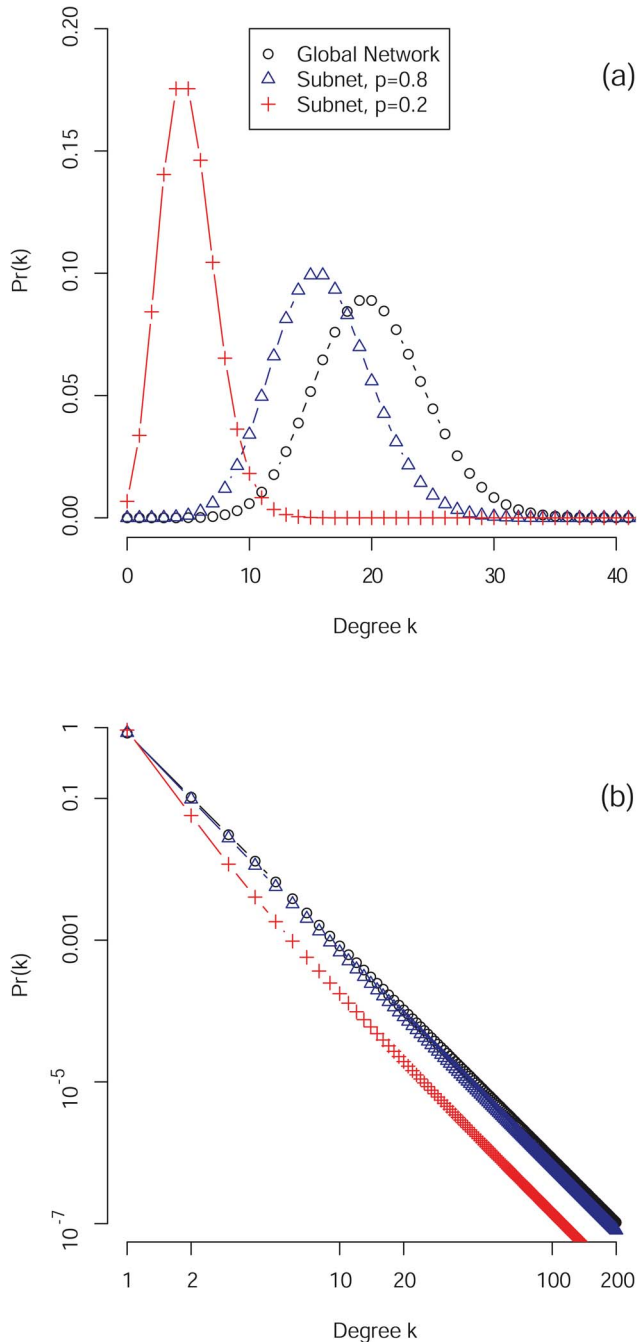 0.20
Global Network
Subnet, p=0.8
Subnet, p=0.2
(a)
0.15
0.10
0.05
0.00
Pr(k)
0 10 20 30 40
Degree k
1
0.1
(b)
0.001
10-5
10-7
Pr(k)
1 2 10 20 100 200
Degree k